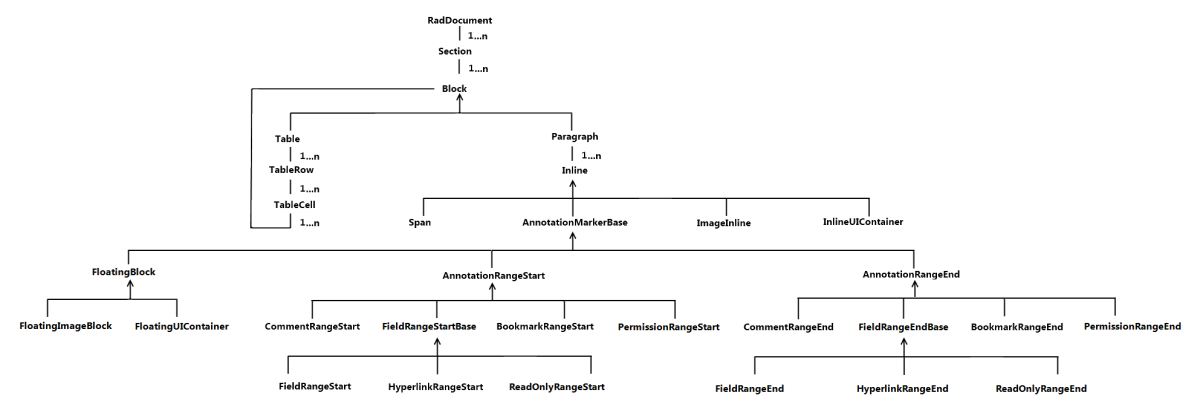 RadDocument
1...n
Section
1...n
Block
Table
Paragraph
1...n
1...n
TableRow
Inline
1...n
TableCell
1...n
Span
AnnotationMarkerBase
ImageInline
InlineUIContainer
FloatingBlock
AnnotationRangeStart
AnnotationRangeEnd
FloatingImageBlock
FloatingUIContainer
CommentRangeStart
FieldRangeStartBase
BookmarkRangeStart
PermissionRangeStart
CommentRangeEnd
FieldRangeEndBase
BookmarkRangeEnd
PermissionRangeEnd
FieldRangeStart
HyperlinkRangeStart
ReadOnlyRangeStart
FieldRangeEnd
HyperlinkRangeEnd
ReadOnlyRangeEnd